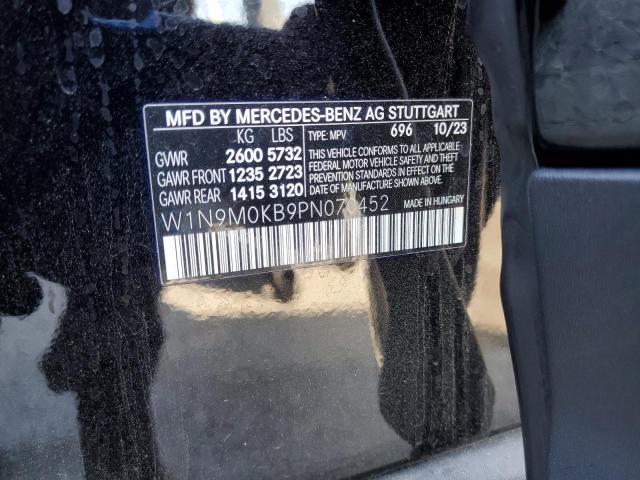 MFD BY MERCEDES-BENZ AG STUTTGART
KG LBS TYPE: MPV 696 10/23
GVWR 2600 5732
GAWR FRONT 1235 2723
GAWR REAR 1415 3120
THIS VEHICLE CONFORMS TO ALL APPLICABLE
FEDERAL MOTOR VEHICLE SAFETY AND THEFT
PREVENTION STANDARDS IN EFFECT ON THE
DATE OF MANUFACTURE SHOWN ABOVE.
MADE IN HUNGARY
W1N9M0KB9PN070452